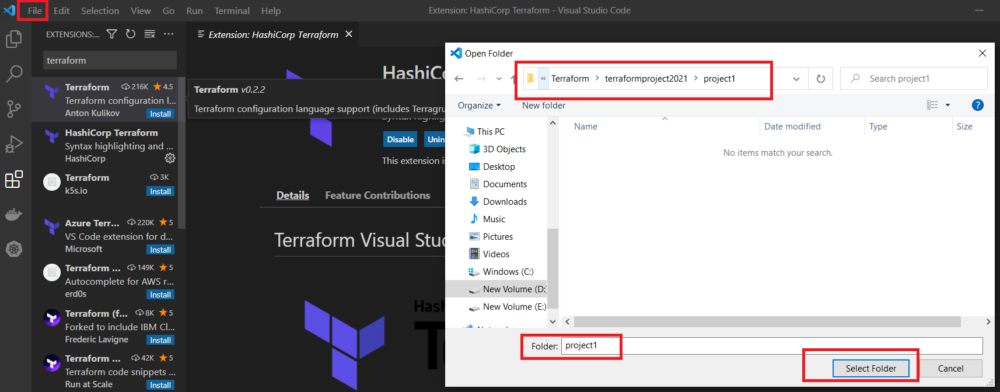 File Edit Selection View Go Run Terminal Help
Extension: HashiCorp Terraform - Visual Studio Code
EXTENSIONS:...
Extension: HashiCorp Terraform
terraform
Terraform 216K 4.5
Terraform configuration l...
Anton Kulikov Install
HashiCorp Terraform
Syntax highlighting and ...
HashiCorp
Terraform 3K
k5s.io Install
Azure Terr... 220K 5
VS Code extension for d...
Microsoft Install
Terraform ... 149K 5
Autocomplete for AWS r...
erd0s Install
Terraform (f... 8K 5
Forked to include IBM Cl...
Frederic Lavigne Install
Terraform ... 42K 5
Terraform code snippets ...
Run at Scale Install
HashiC
Terraform v0.2.2
Terraform configuration language support (includes Terragru
Disable Unin
This extension is
Details Feature Contributions
Terraform Visual Stu
Hash
Open Folder
« Terraform > terraformproject2021 > project1
Search project1
Organize New folder
?
Name Date modified Type Size
No items match your search.
This PC
3D Objects
Desktop
Documents
Downloads
Music
Pictures
Videos
Windows (C:)
New Volume (D:)
New Volume (E:)
Folder: project1
Select Folder Cancel